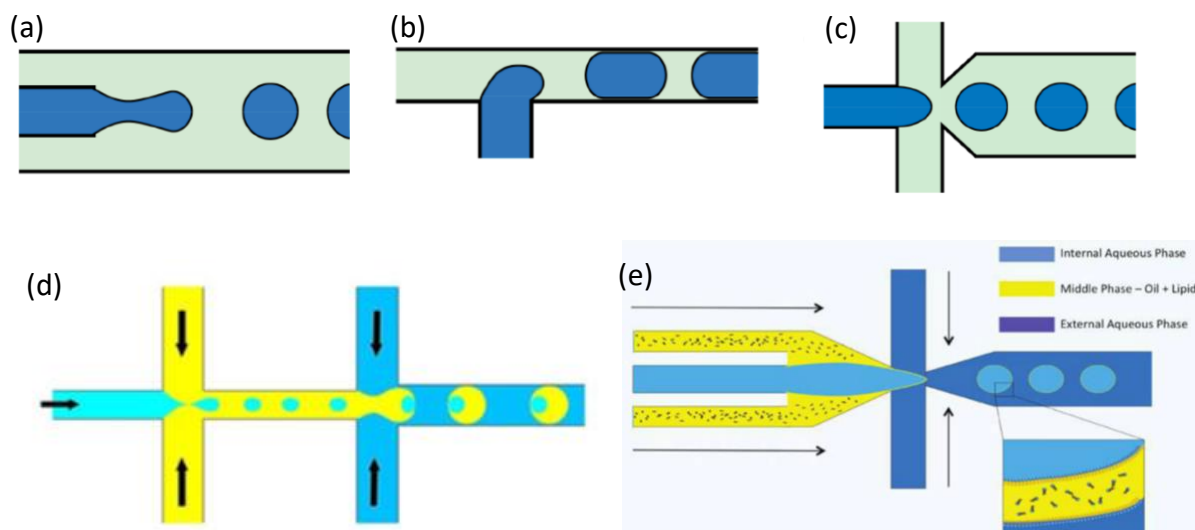 (a)
(b)
(c)
(d)
(e)
Internal Aqueous Phase
Middle Phase – Oil + Lipid
External Aqueous Phase